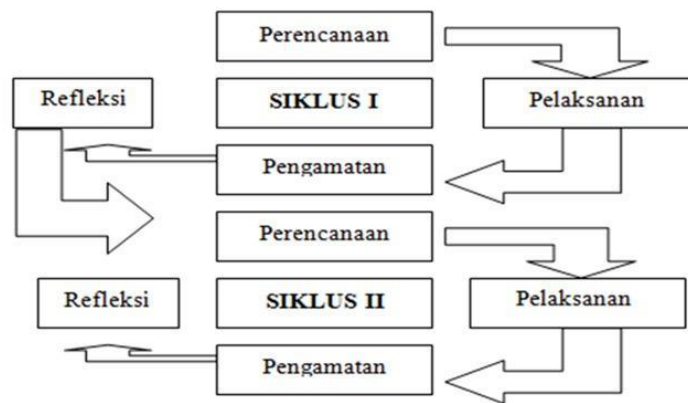 Perencanaan
Refleksi
SIKLUS I
Pelaksanan
Pengamatan
Perencanaan
Refleksi
SIKLUS II
Pelaksanan
Pengamatan